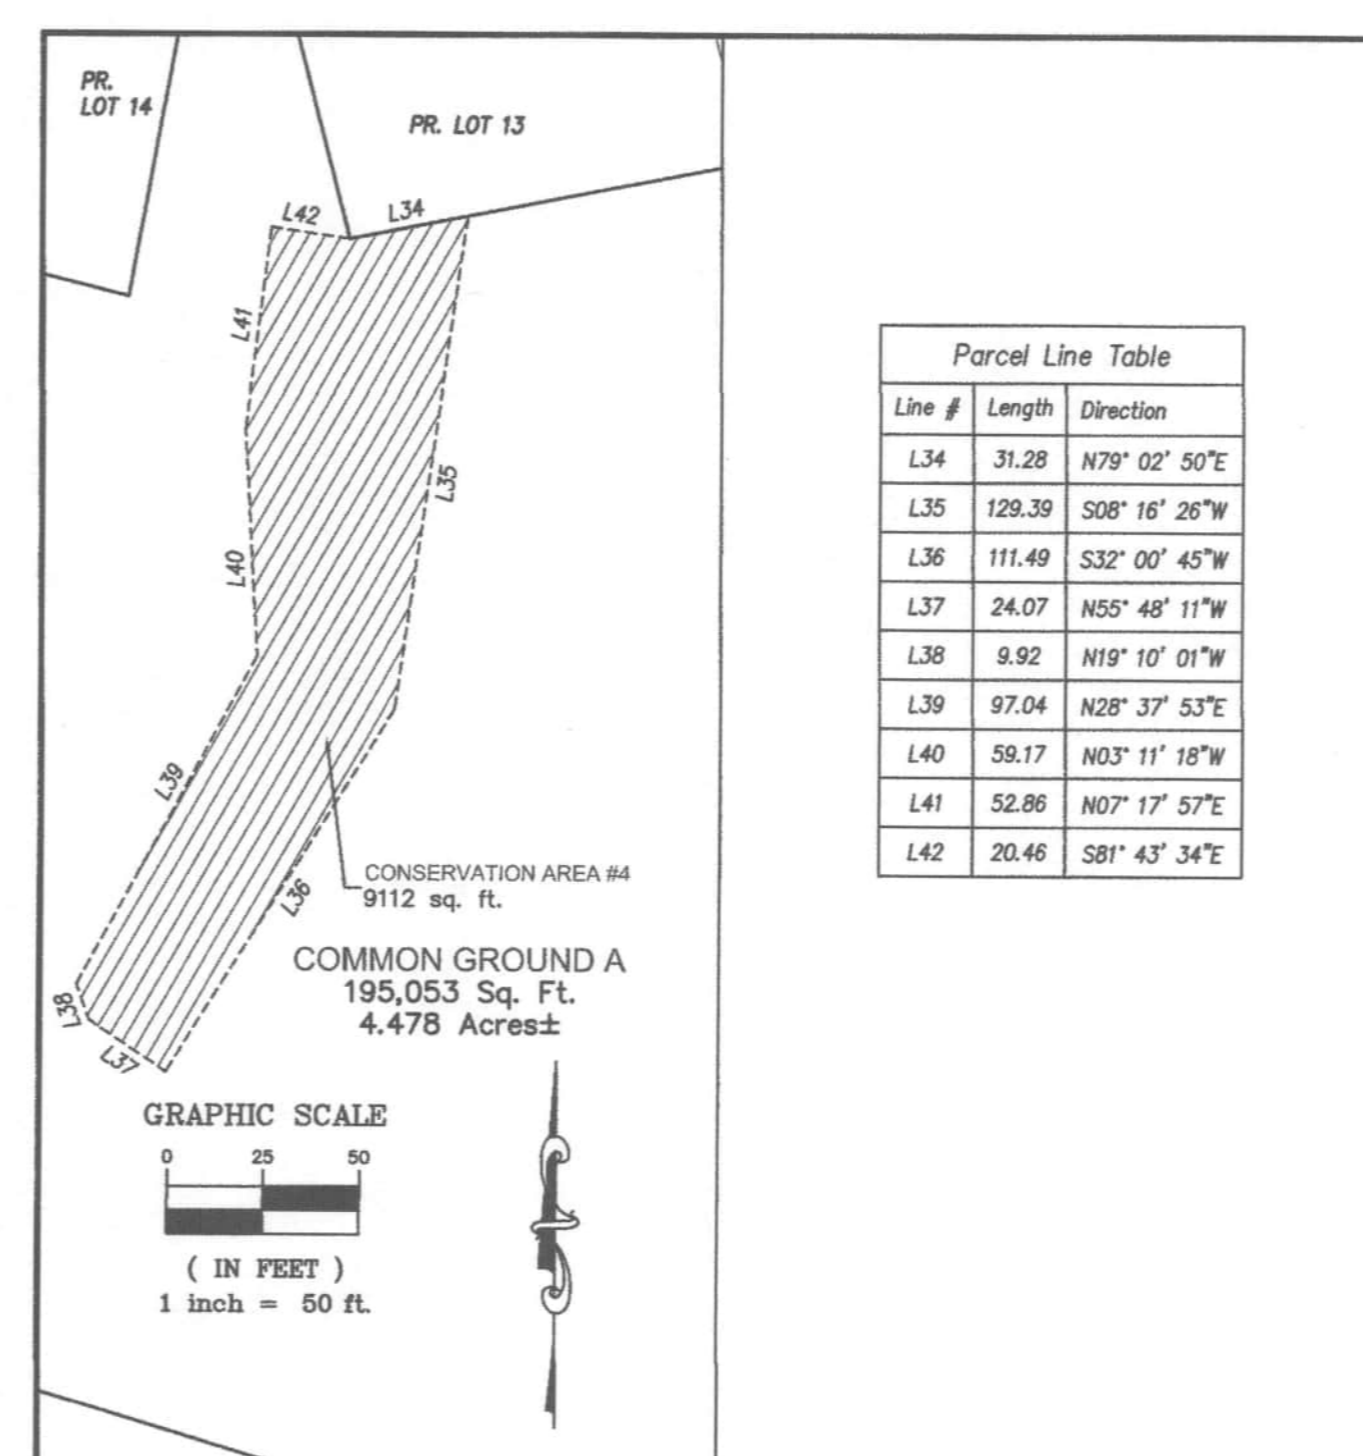 PR.
LOT 14
PR. LOT 13
L42
L34
L41
L35
L40
L39
L36
L38
L37
CONSERVATION AREA #4
9112 sq. ft.
COMMON GROUND A
195,053 Sq. Ft.
4.478 Acres±
GRAPHIC SCALE
0 25 50
( IN FEET )
1 inch = 50 ft.
Parcel Line Table
Line # Length Direction
L34 31.28 N79° 02' 50"E
L35 129.39 S08° 16' 26"W
L36 111.49 S32° 00' 45"W
L37 24.07 N55° 48' 11"W
L38 9.92 N19° 10' 01"W
L39 97.04 N28° 37' 53"E
L40 59.17 N03° 11' 18"W
L41 52.86 N07° 17' 57"E
L42 20.46 S81° 43' 34"E